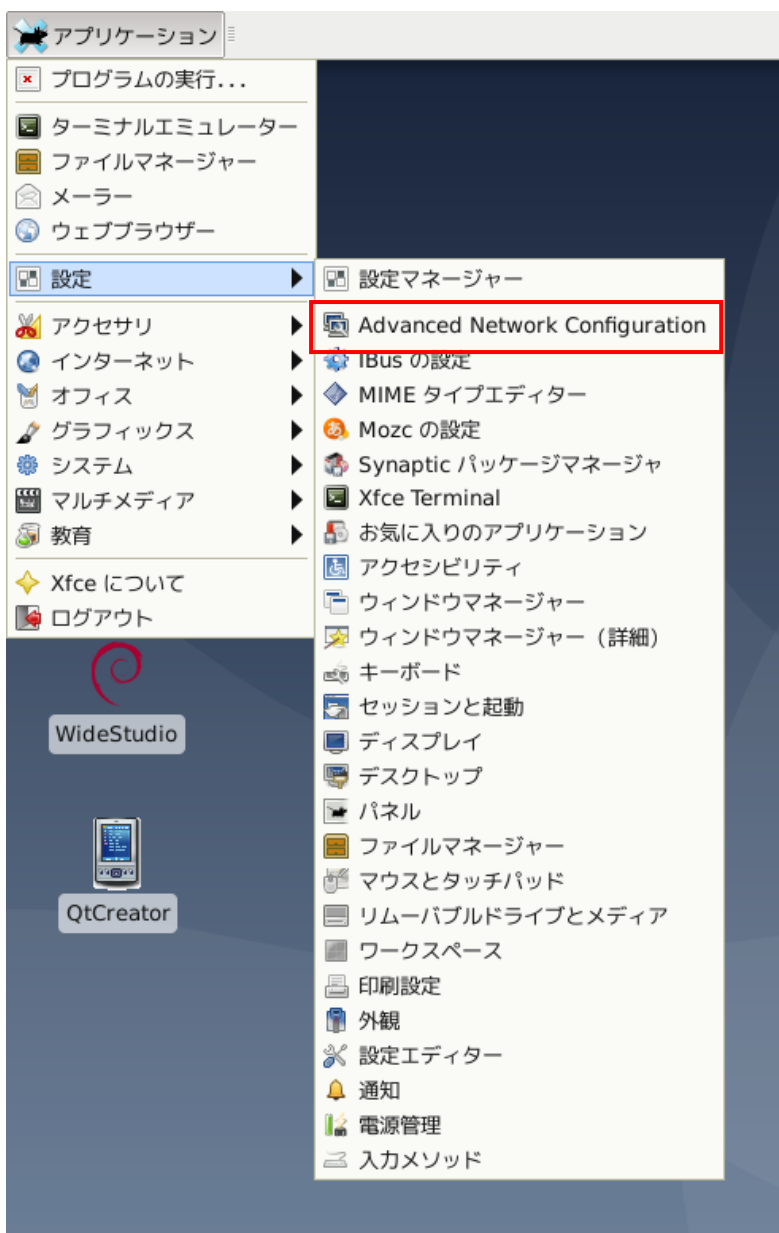 アプリケーション
プログラムの実行...
ターミナルエミュレーター
ファイルマネージャー
メーラー
ウェブブラウザー
設定
アクセサリ
インターネット
オフィス
グラフィックス
システム
マルチメディア
教育
Xfce について
ログアウト
設定マネージャー
Advanced Network Configuration
IBus の設定
MIME タイプエディター
Mozc の設定
Synaptic パッケージマネージャ
Xfce Terminal
お気に入りのアプリケーション
アクセシビリティ
ウィンドウマネージャー
ウィンドウマネージャー (詳細)
キーボード
セッションと起動
ディスプレイ
デスクトップ
パネル
ファイルマネージャー
マウスとタッチパッド
リムーバブルドライブとメディア
ワークスペース
印刷設定
外観
設定エディター
通知
電源管理
入力メソッド
WideStudio
QtCreator